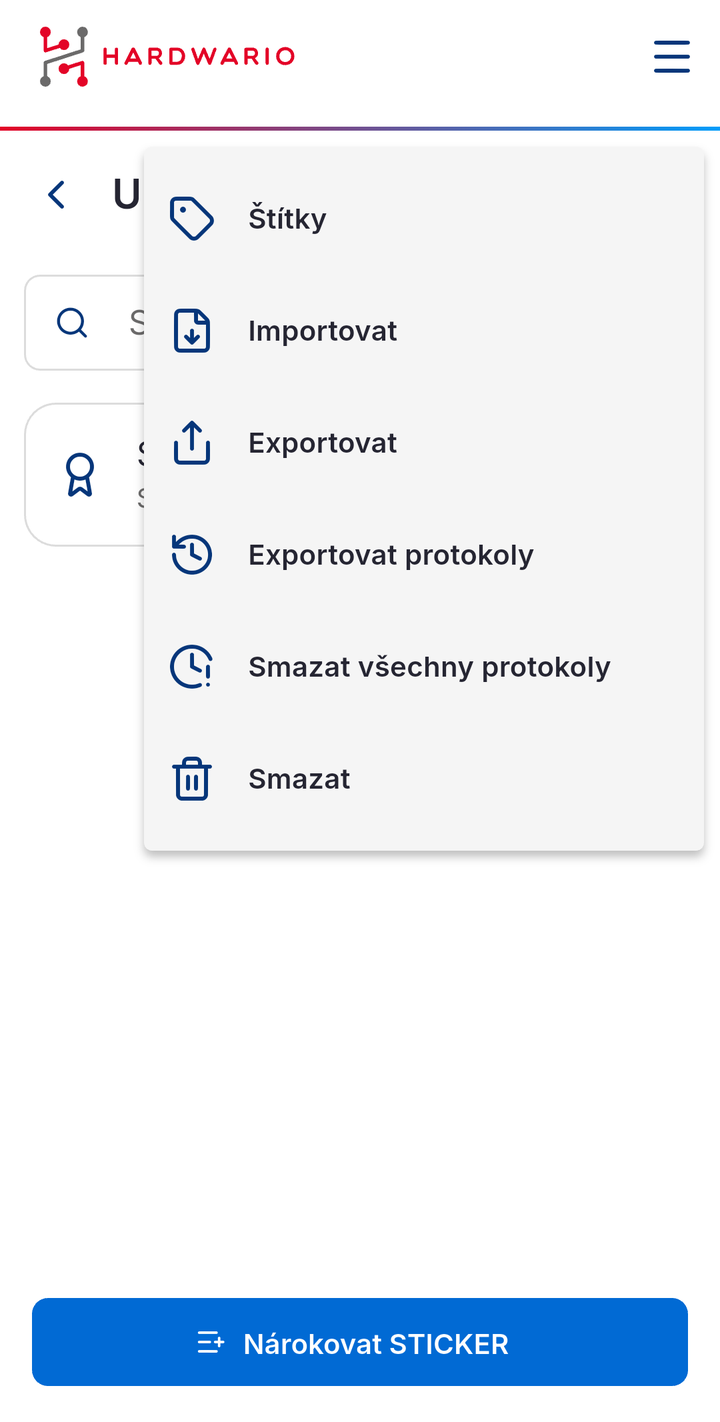 HARDWARIO
Štítky
Importovat
Exportovat
Exportovat protokoly
Smazat všechny protokoly
Smazat
Nárokovat STICKER